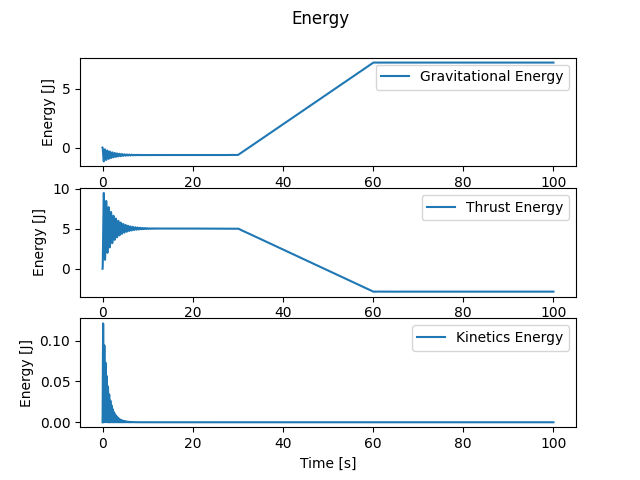 Energy
Energy [J]
5
0
Gravitational Energy
0 20 40 60 80 100
Energy [J]
10
5
0
Thrust Energy
0 20 40 60 80 100
Energy [J]
0.10
0.05
0.00
Kinetics Energy
0 20 40 60 80 100
Time [s]